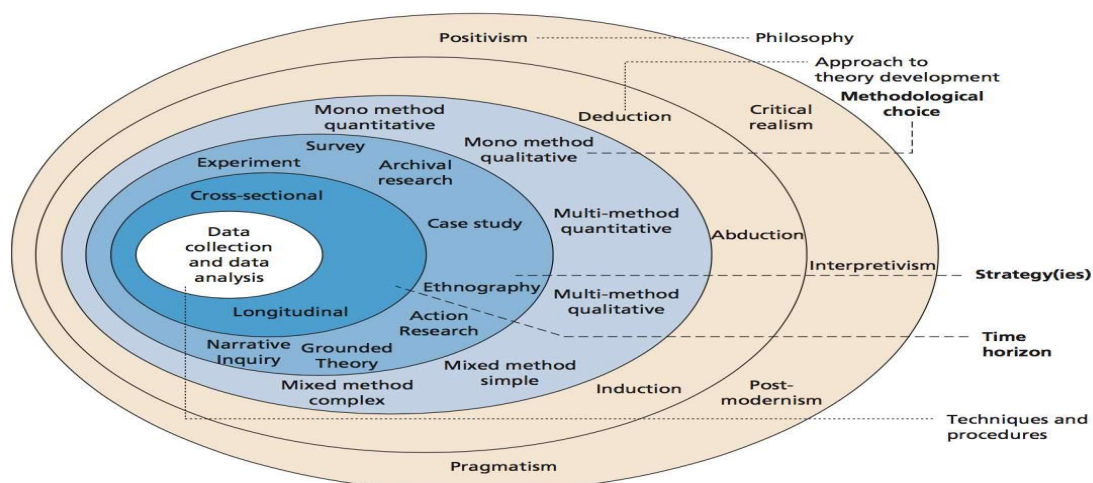 Positivism
Philosophy
Approach to
theory development
Methodological
choice
Mono method
quantitative
Deduction
Critical
realism
Survey
Mono method
qualitative
Experiment
Archival
research
Cross-sectional
Data
collection
and data
analysis
Case study
Multi-method
quantitative
Abduction
Interpretivism
Strategy(ies)
Ethnography
Multi-method
qualitative
Longitudinal
Action
Research
Time
horizon
Narrative
Inquiry
Grounded
Theory
Mixed method
simple
Mixed method
complex
Induction
Post-
modernism
Techniques and
procedures
Pragmatism